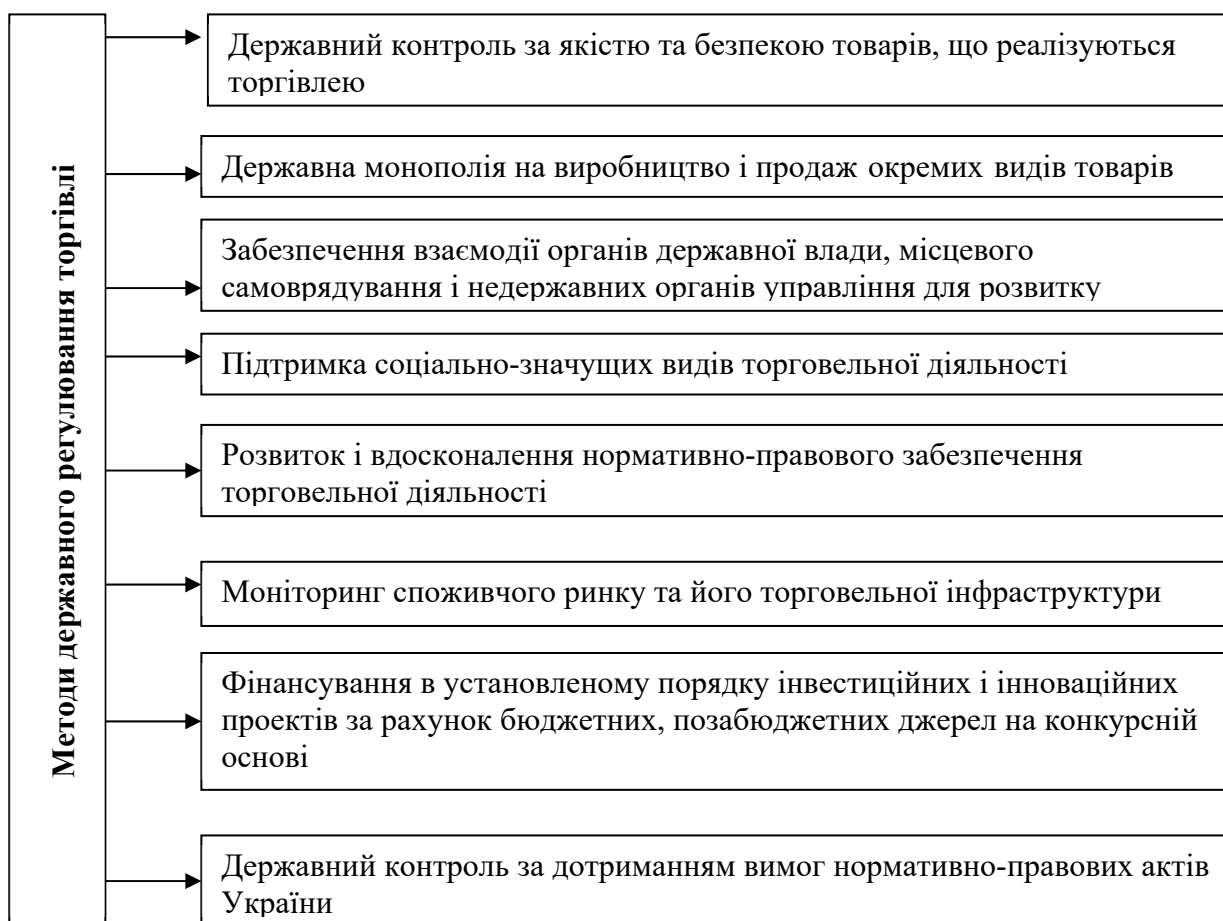 Методи державного регулювання торгівлі
Державний контроль за якістю та безпекою товарів, що реалізуються
торгівлею
Державна монополія на виробництво і продаж окремих видів товарів
Забезпечення взаємодії органів державної влади, місцевого
самоврядування і недержавних органів управління для розвитку
Підтримка соціально-значущих видів торговельної діяльності
Розвиток і вдосконалення нормативно-правового забезпечення
торговельної діяльності
Моніторинг споживчого ринку та його торговельної інфраструктури
Фінансування в установленому порядку інвестиційних і інноваційних
проектів за рахунок бюджетних, позабюджетних джерел на конкурсній
основі
Державний контроль за дотриманням вимог нормативно-правових актів
України